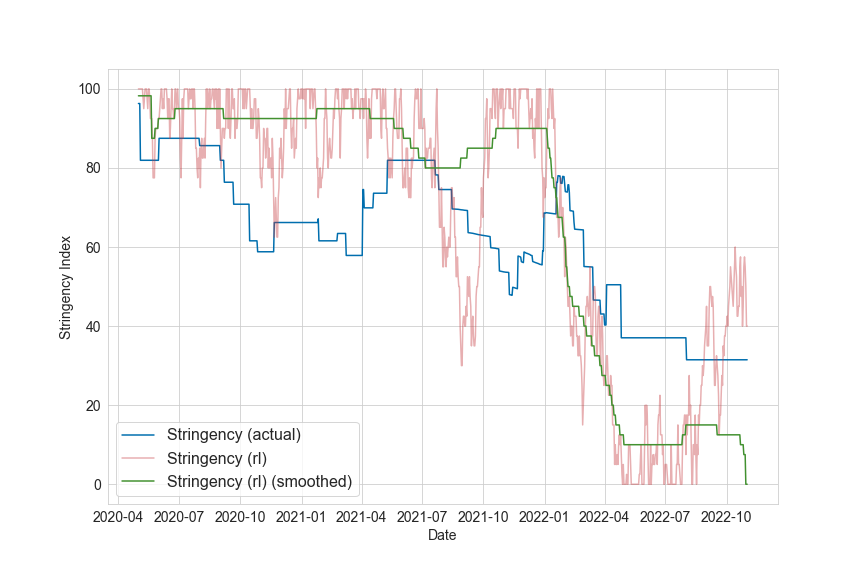 100
80
60
40
20
0
Stringency Index
Stringency (actual)
Stringency (rl)
Stringency (rl) (smoothed)
2020-04 2020-07 2020-10 2021-01 2021-04 2021-07 2021-10 2022-01 2022-04 2022-07 2022-10
Date